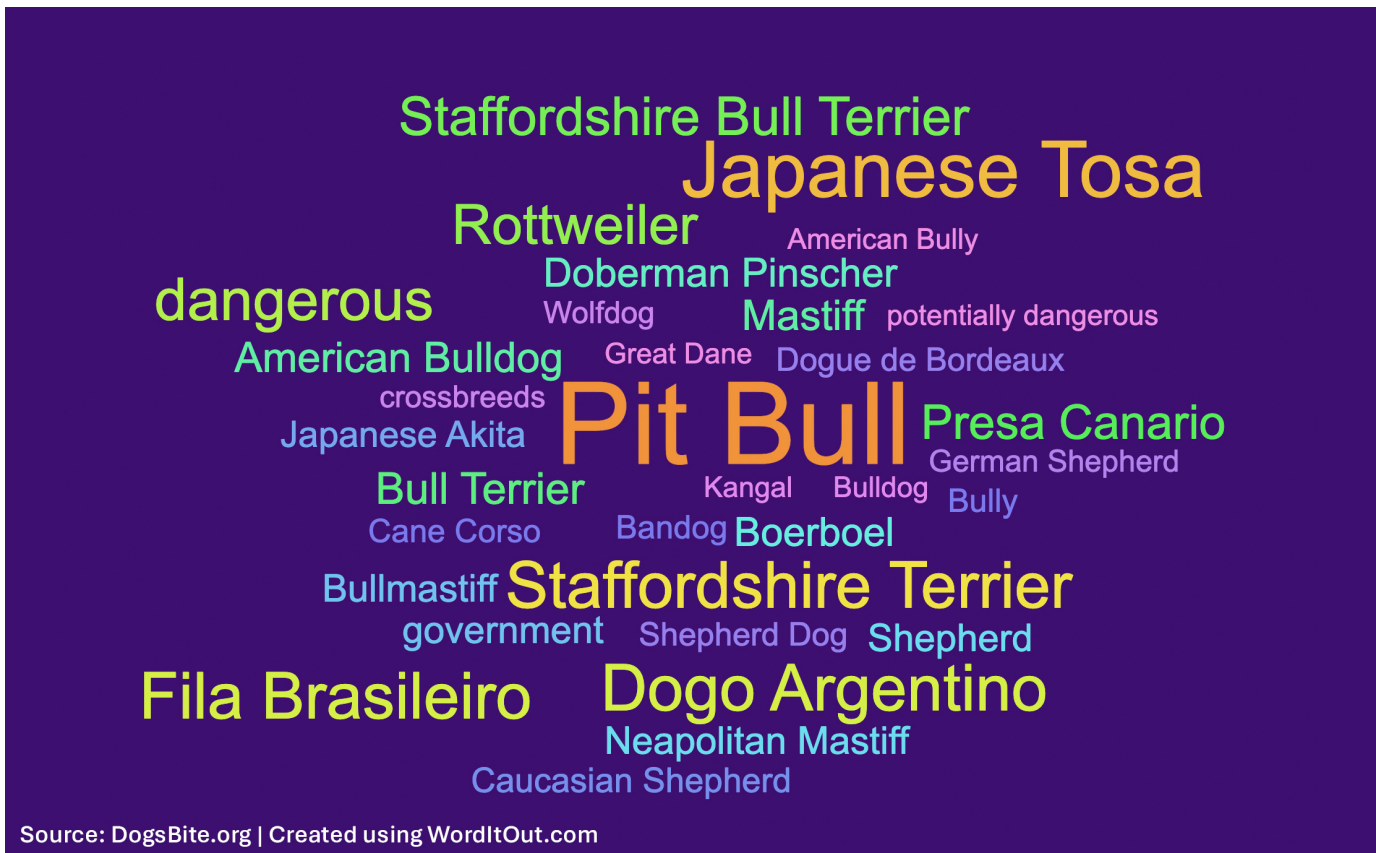 Staffordshire Bull Terrier
Japanese Tosa
Rottweiler
American Bully
Doberman Pinscher
dangerous
Wolfdog
Mastiff
potentially dangerous
American Bulldog
Great Dane
Dogue de Bordeaux
crossbreeds
Pit Bull
Presa Canario
Japanese Akita
German Shepherd
Bull Terrier
Kangal
Bulldog
Bully
Cane Corso
Bandog
Boerboel
Bullmastiff
Staffordshire Terrier
government
Shepherd Dog
Shepherd
Fila Brasileiro
Dogo Argentino
Neapolitan Mastiff
Caucasian Shepherd
Source: DogsBite.org | Created using WordItOut.com